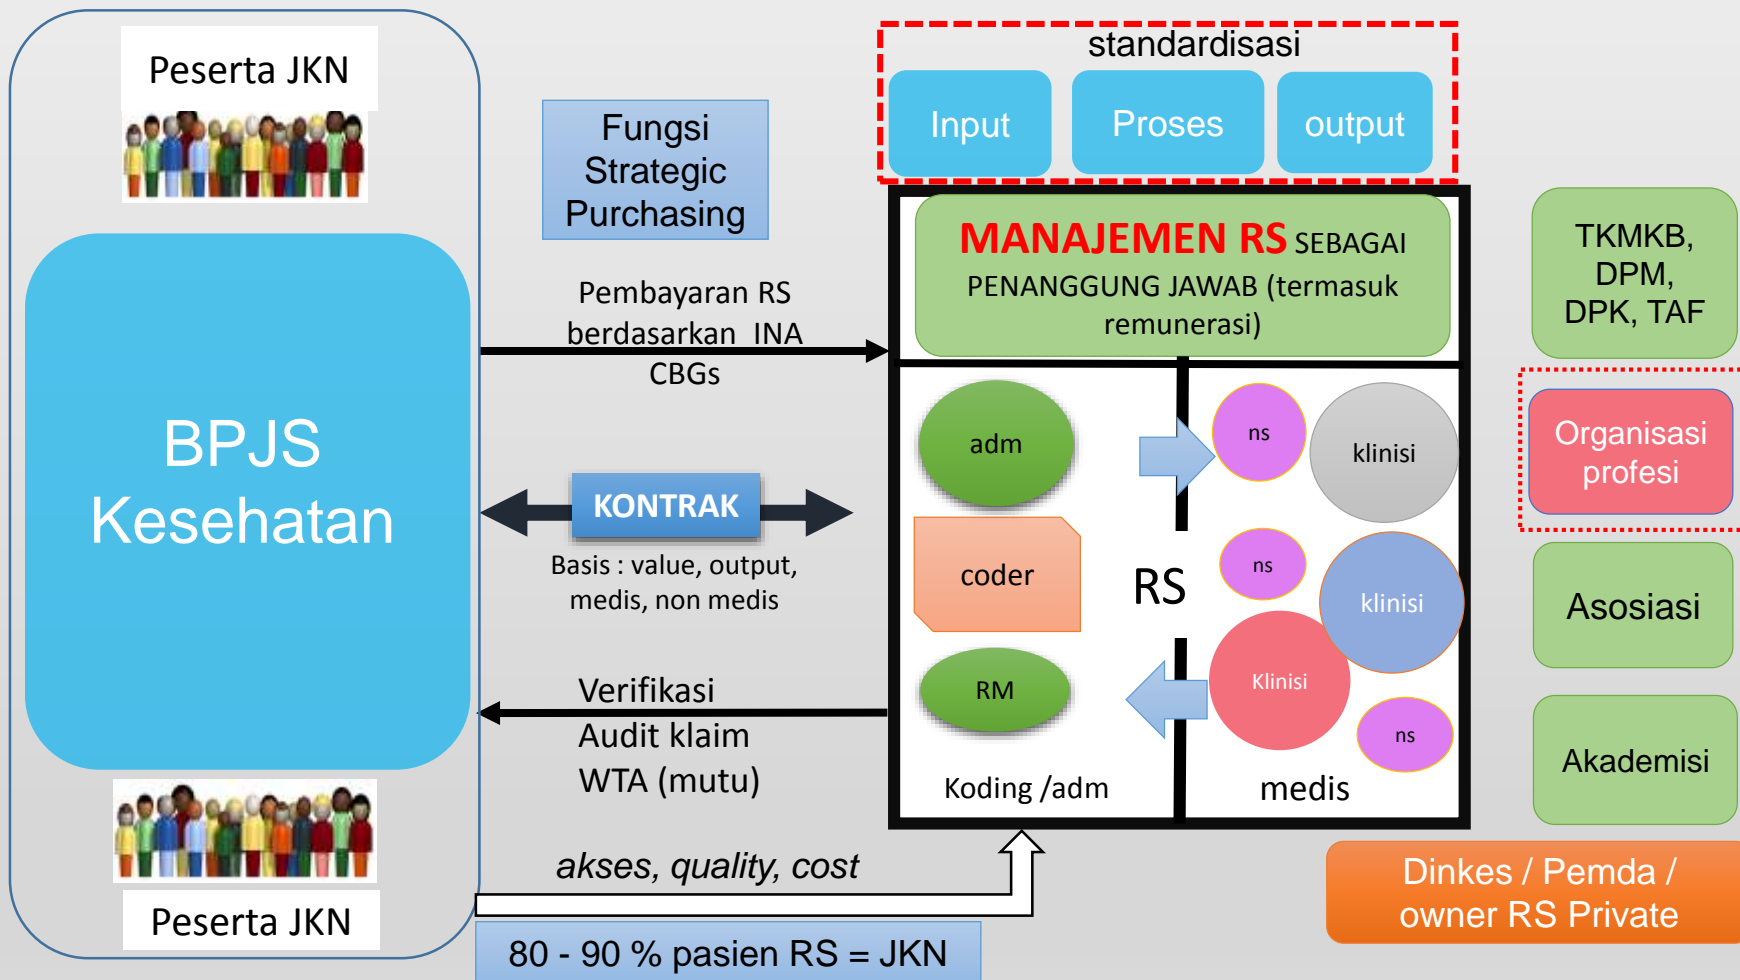 Peserta JKN
BPJS
Kesehatan
Peserta JKN
Fungsi
Strategic
Purchasing
Pembayaran RS
berdasarkan INA
CBGs
KONTRAK
Basis : value, output,
medis, non medis
Verifikasi
Audit klaim
WTA (mutu)
akses, quality, cost
80 - 90 % pasien RS = JKN
standardisasi
Input
Proses
output
MANAJEMEN RS SEBAGAI
PENANGGUNG JAWAB (termasuk
remunerasi)
adm
coder
RM
Koding /adm
RS
ns
klinisi
ns
klinisi
Klinisi
ns
medis
TKMKB,
DPM,
DPK, TAF
Organisasi
profesi
Asosiasi
Akademisi
Dinkes / Pemda /
owner RS Private